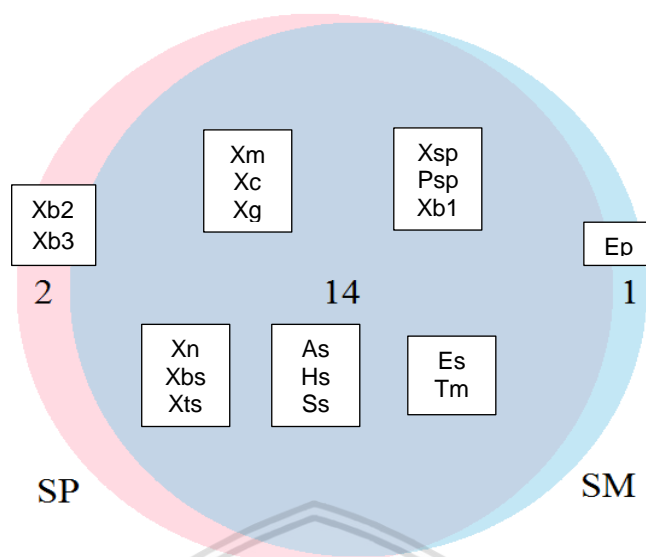 Xm
Xc
Xg
Xsp
Psp
Xb1
Xb2
Xb3
Ep
2
14
1
Xn
Xbs
Xts
As
Hs
Ss
Es
Tm
SP
SM